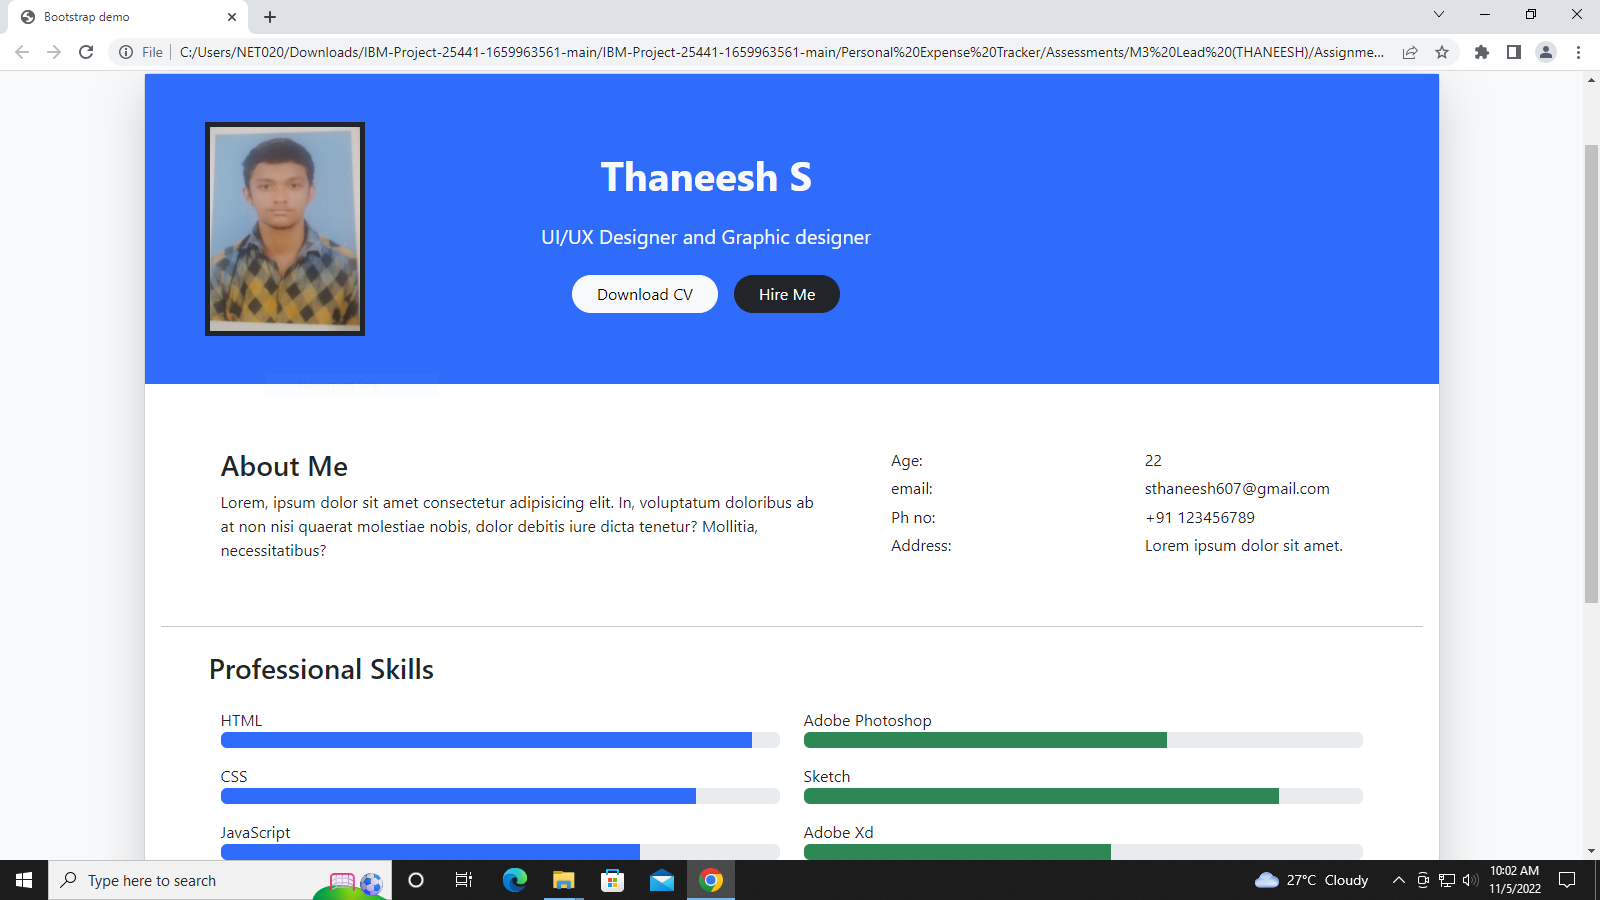 Bootstrap demo
File
C:/Users/NET020/Downloads/IBM-Project-25441-1659963561-main/IBM-Project-25441-1659963561-main/Personal%20Expense%20Tracker/Assessments/M3%20Lead%20(THANEESH)/Assignme...
Thaneesh S
UI/UX Designer and Graphic designer
Download CV
Hire Me
About Me
Lorem, ipsum dolor sit amet consectetur adipisicing elit. In, voluptatum doloribus ab
at non nisi quaerat molestiae nobis, dolor debitis iure dicta tenetur? Mollitia,
necessitatibus?
Age: 22
email: sthaneesh607@gmail.com
Ph no: +91 123456789
Address: Lorem ipsum dolor sit amet.
Professional Skills
HTML
Adobe Photoshop
CSS
Sketch
JavaScript
Adobe Xd
Type here to search
27°C Cloudy
10:02 AM
11/5/2022